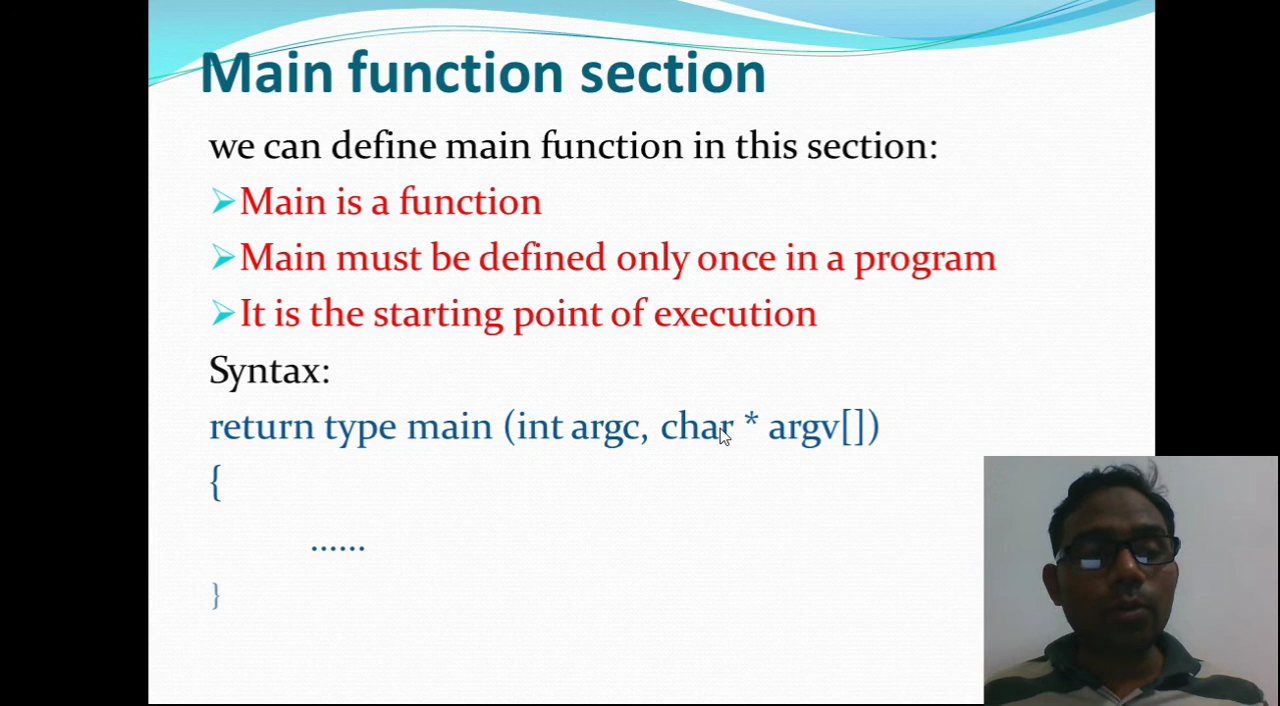 Main function section
we can define main function in this section:
Main is a function
Main must be defined only once in a program
It is the starting point of execution
Syntax:
return type main (int argc, char * argv[])
{
......
}